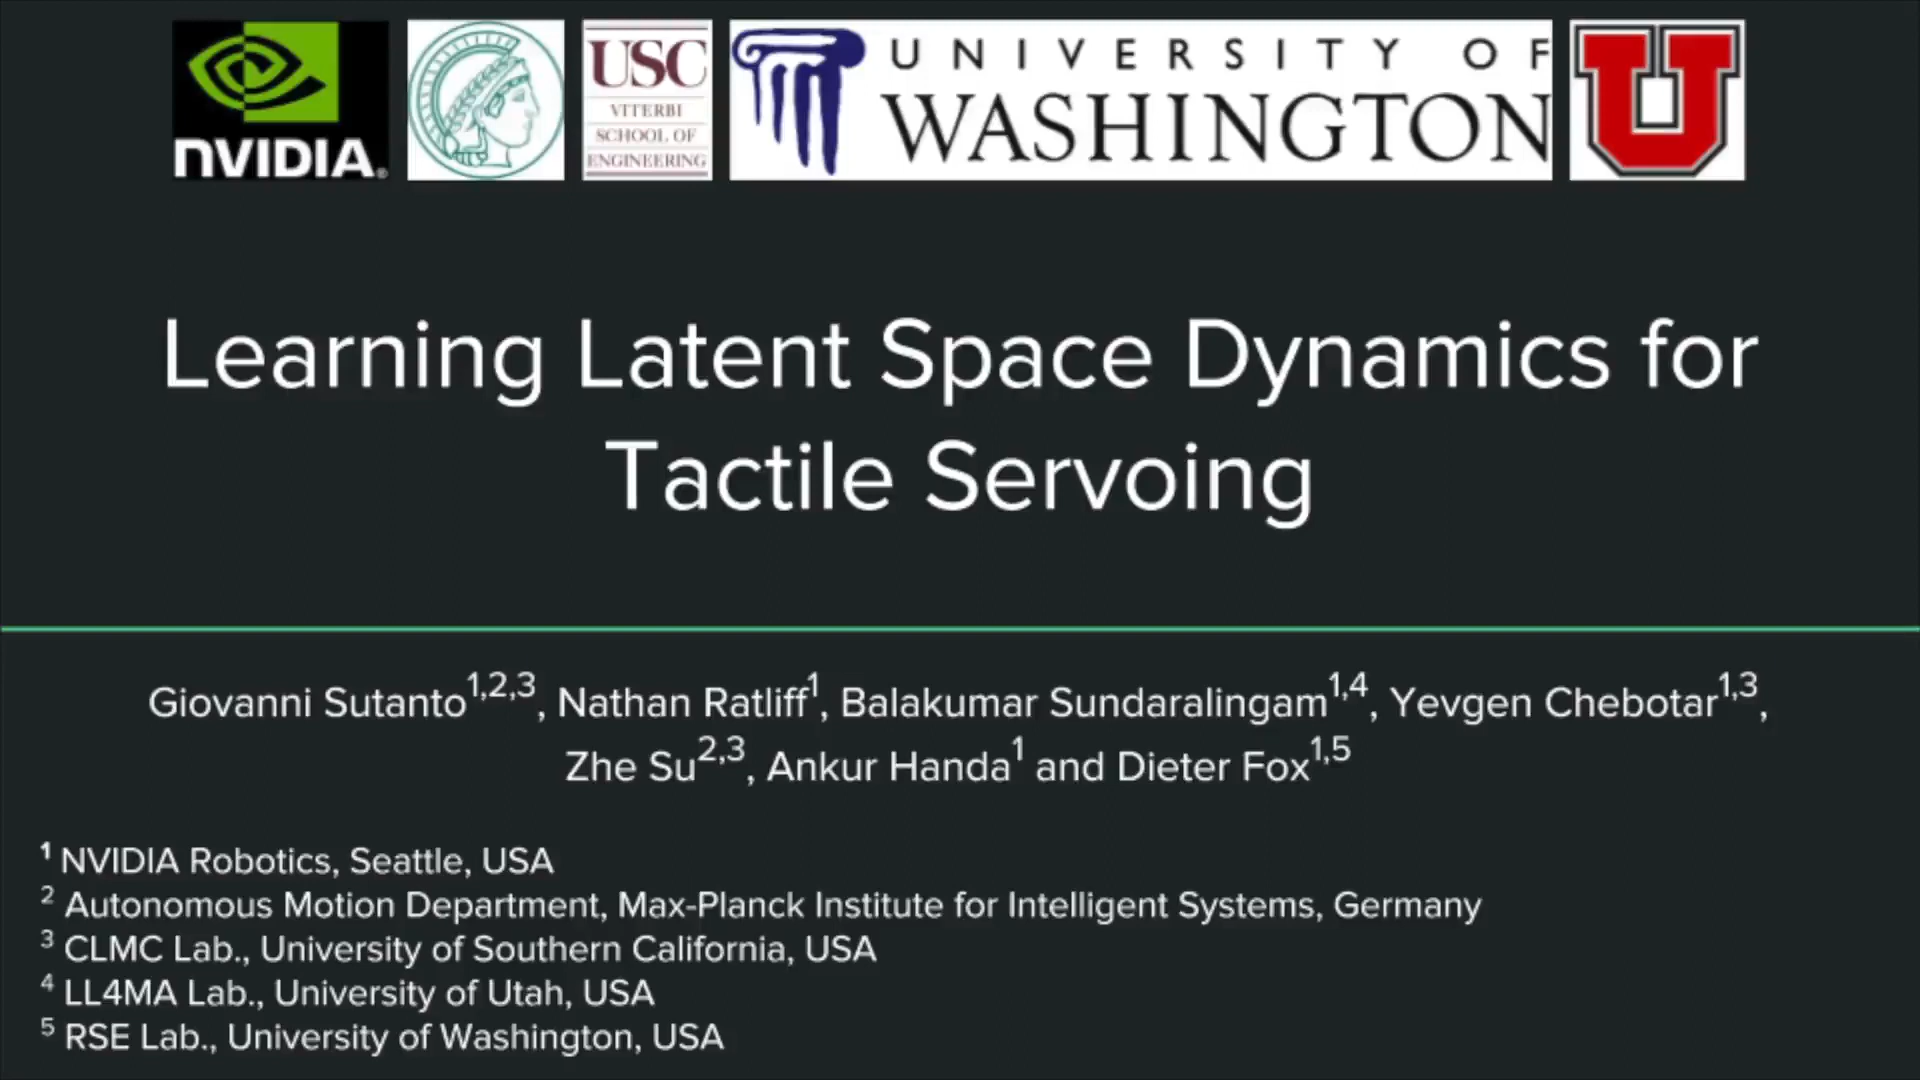 NVIDIA.®
USC
VITERBI
SCHOOL OF
ENGINEERING
UNIVERSITY OF
WASHINGTON
U
Learning Latent Space Dynamics for
Tactile Servoing
Giovanni Sutanto1,2,3, Nathan Ratliff1, Balakumar Sundaralingam1,4, Yevgen Chebotar1,3,
Zhe Su2,3, Ankur Handa1 and Dieter Fox1,5
1 NVIDIA Robotics, Seattle, USA
2 Autonomous Motion Department, Max-Planck Institute for Intelligent Systems, Germany
3 CLMC Lab., University of Southern California, USA
4 LL4MA Lab., University of Utah, USA
5 RSE Lab., University of Washington, USA